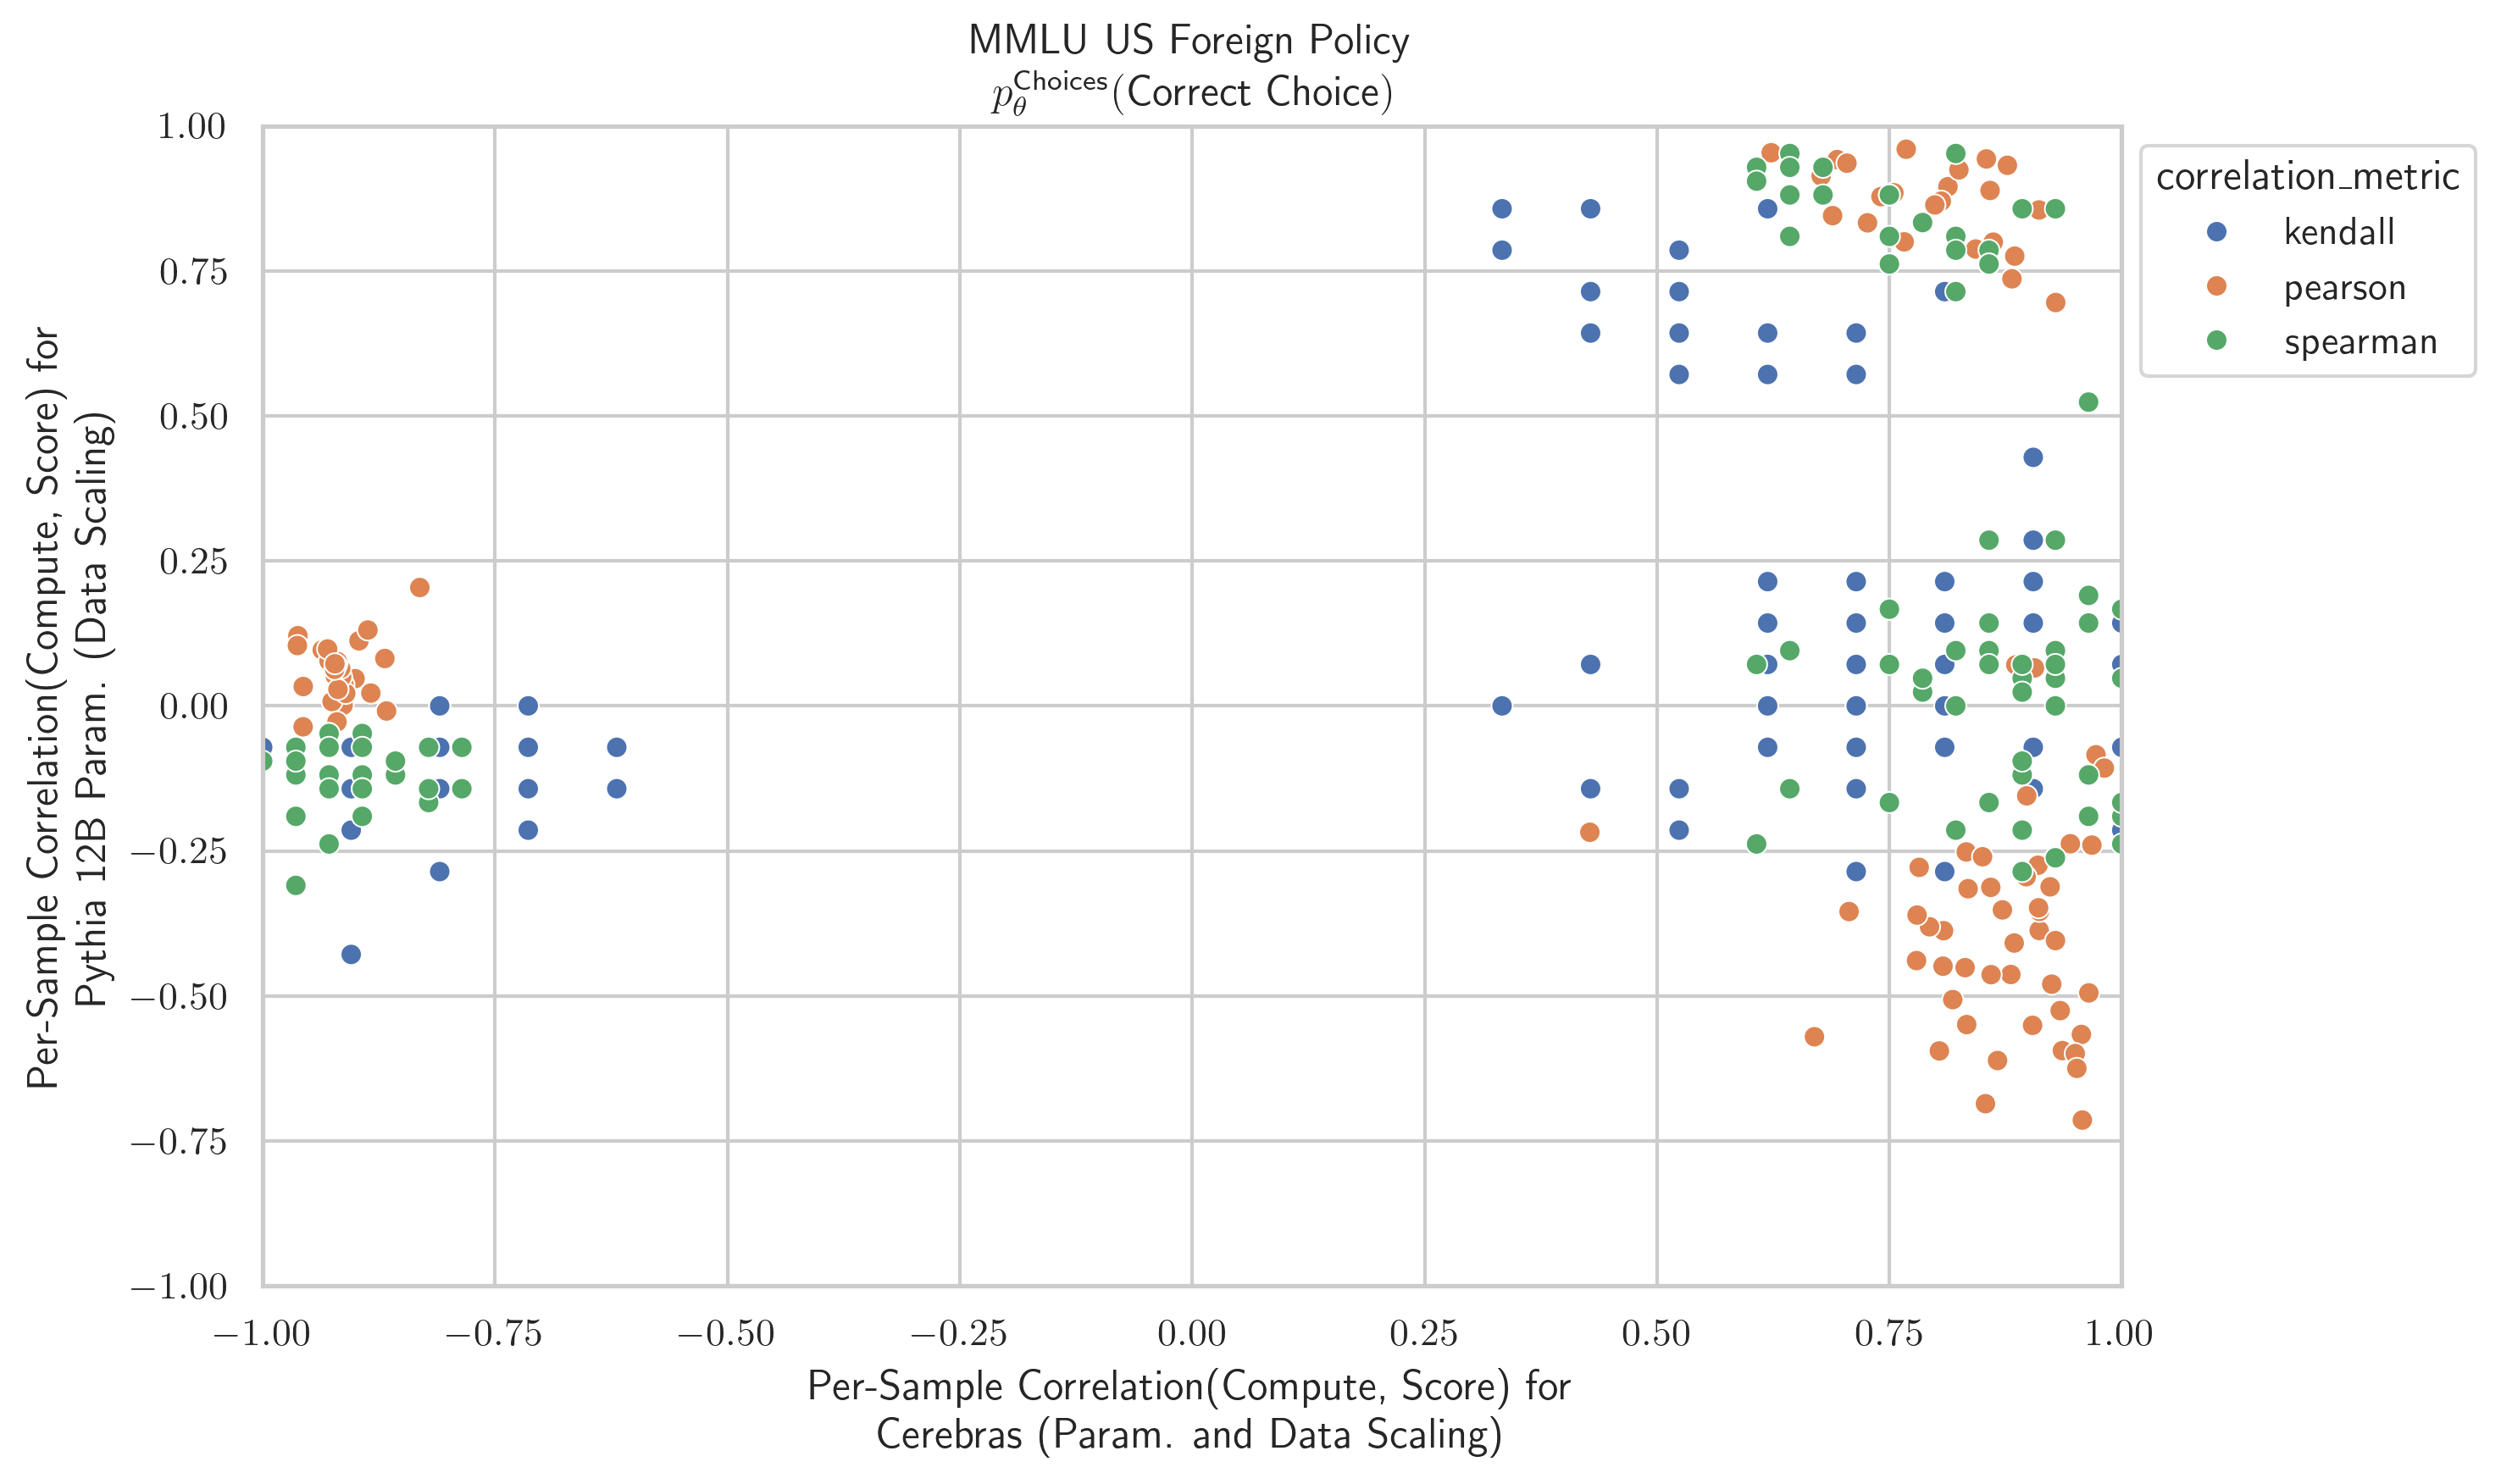 MMLU US Foreign Policy
p_θ^Choices(Correct Choice)
1.00
0.75
0.50
0.25
0.00
−0.25
−0.50
−0.75
−1.00
Per-Sample Correlation(Compute, Score) for
Pythia 12B Param. (Data Scaling)
correlation_metric
kendall
pearson
spearman
−1.00 −0.75 −0.50 −0.25 0.00 0.25 0.50 0.75 1.00
Per-Sample Correlation(Compute, Score) for
Cerebras (Param. and Data Scaling)